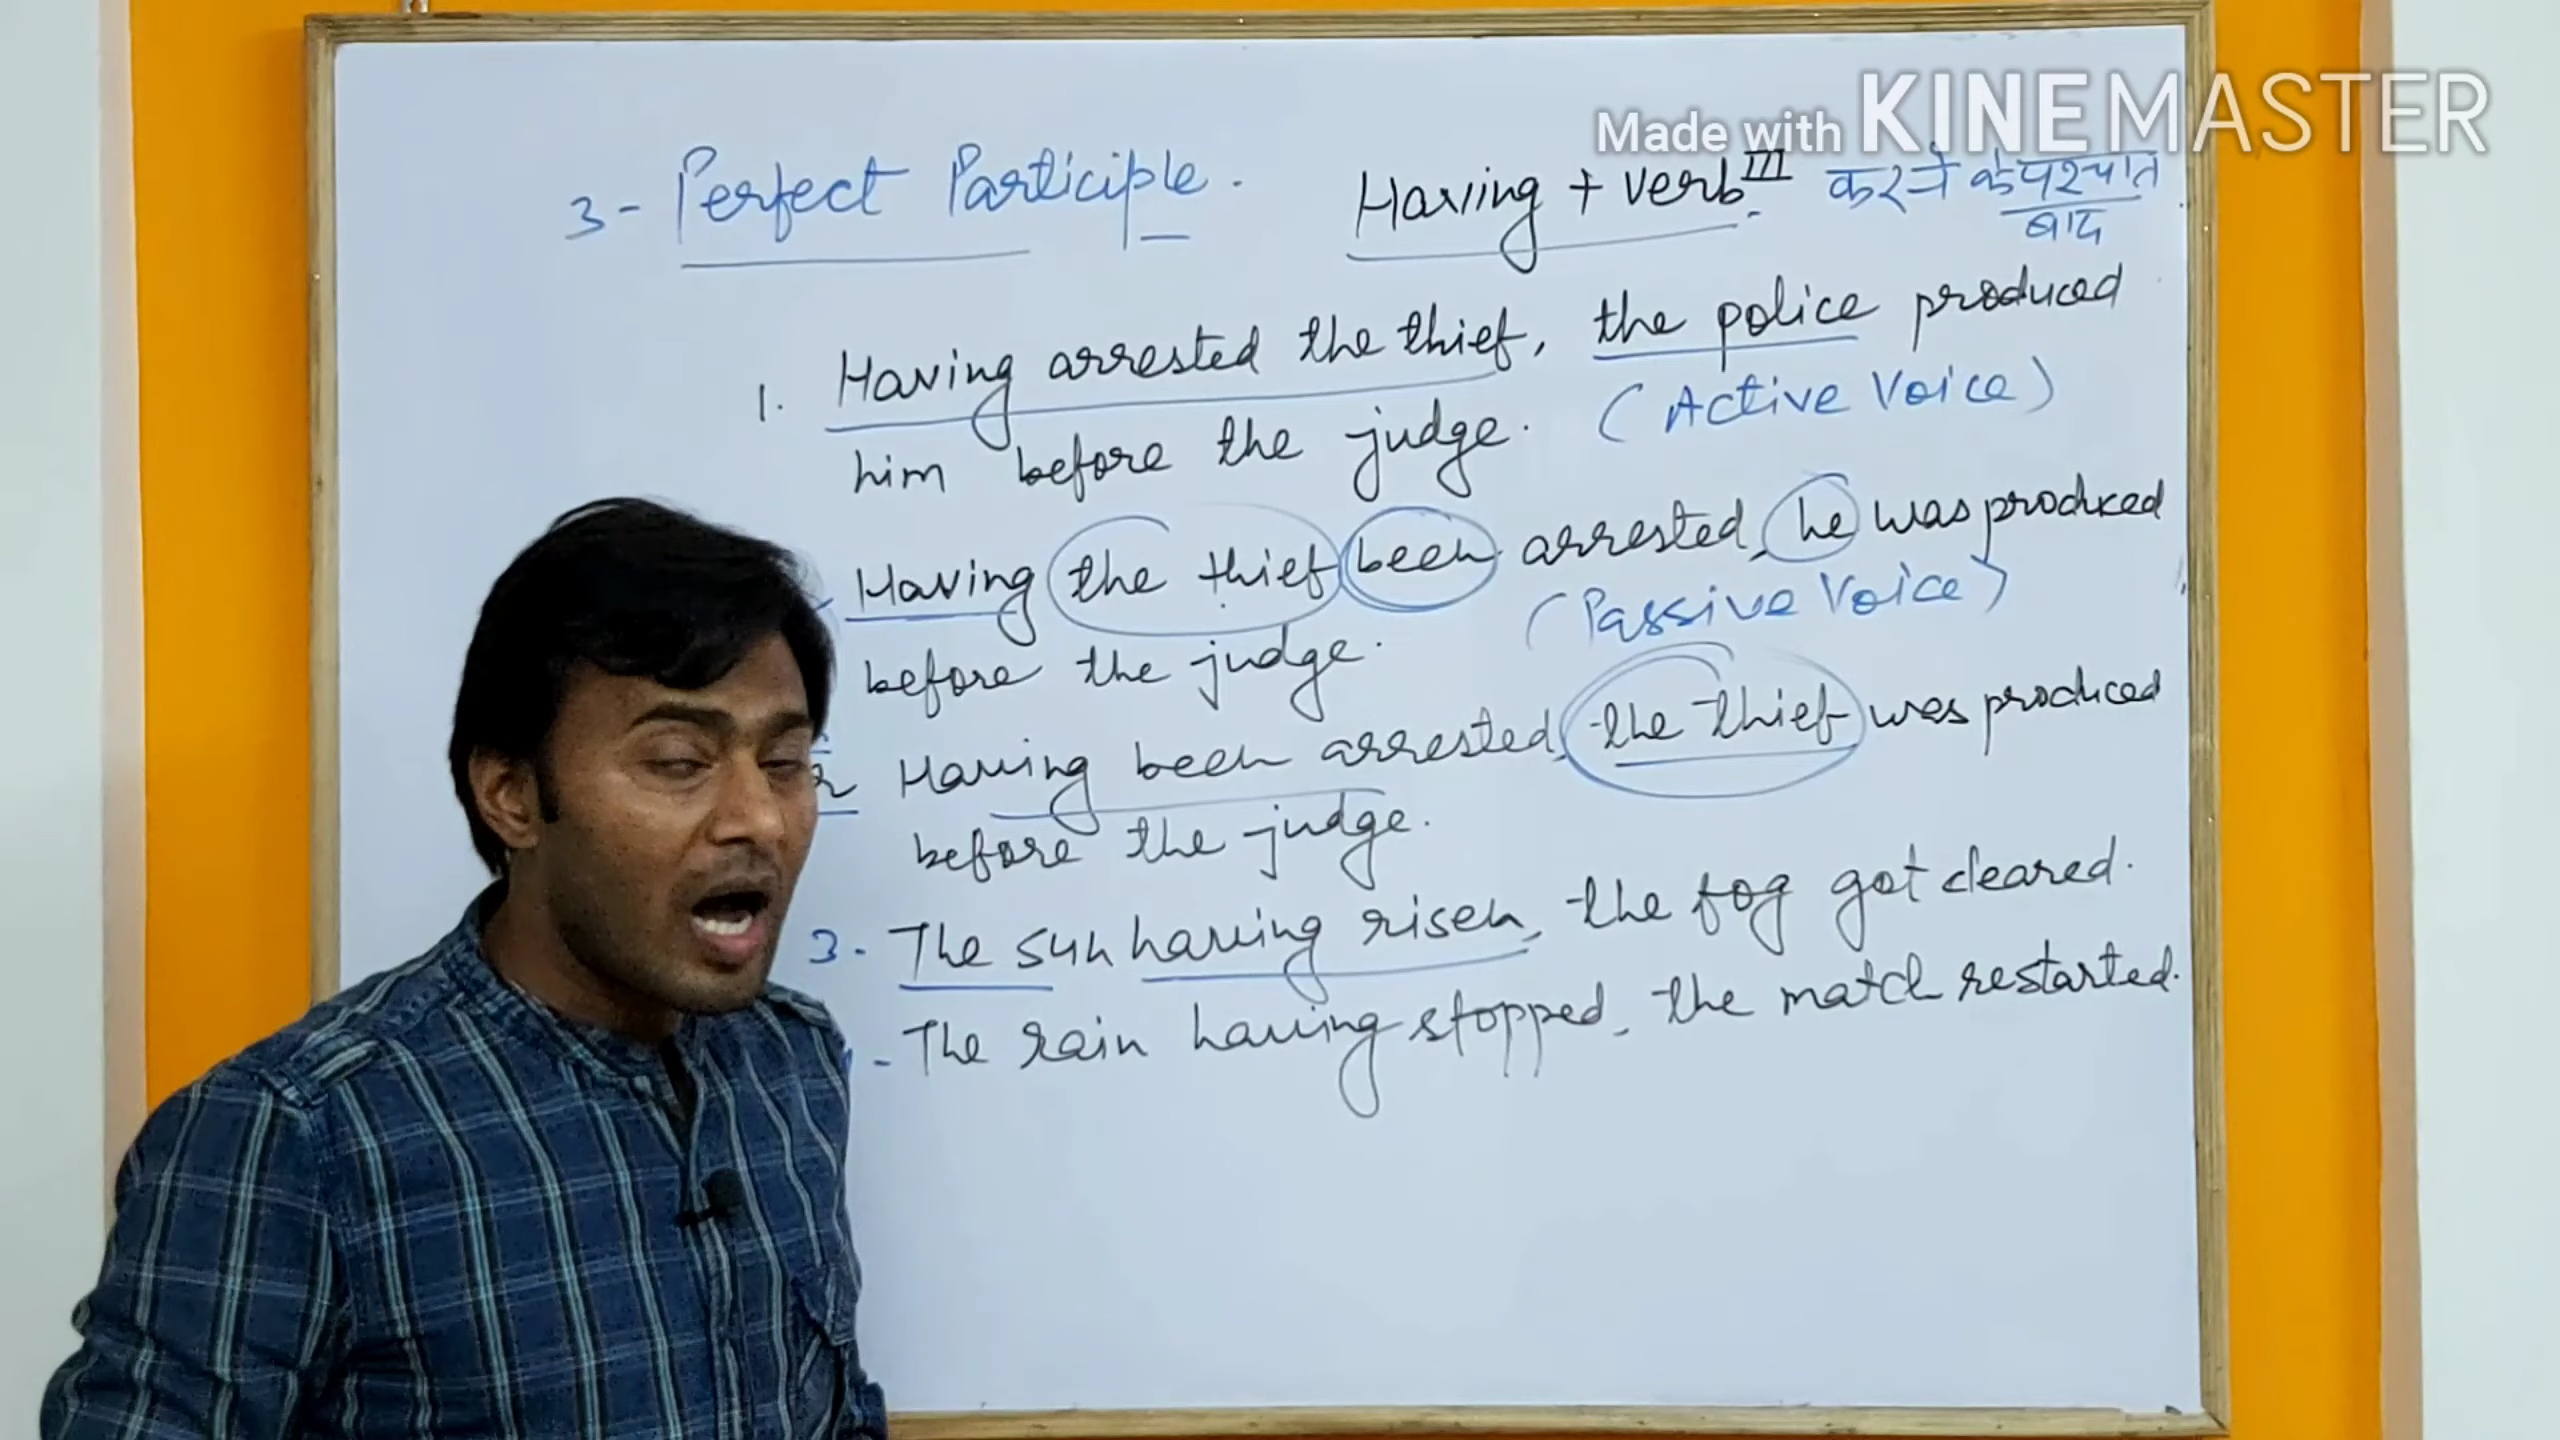 Made with KINEMASTER
3- Perfect Participle. Having + verb III करने के पश्चात
बाद
1. Having arrested the thief, the police produced
(Active Voice)
him before the judge.
Having the thief been arrested, he was produced
(Passive Voice)
before the judge.
Having been arrested, the thief was produced
before the judge.
3- The sun having risen, the fog got cleared.
- The rain having stopped, the match restarted.